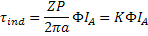 τ_ind = ZP/2πa ΦI_A = KΦI_A